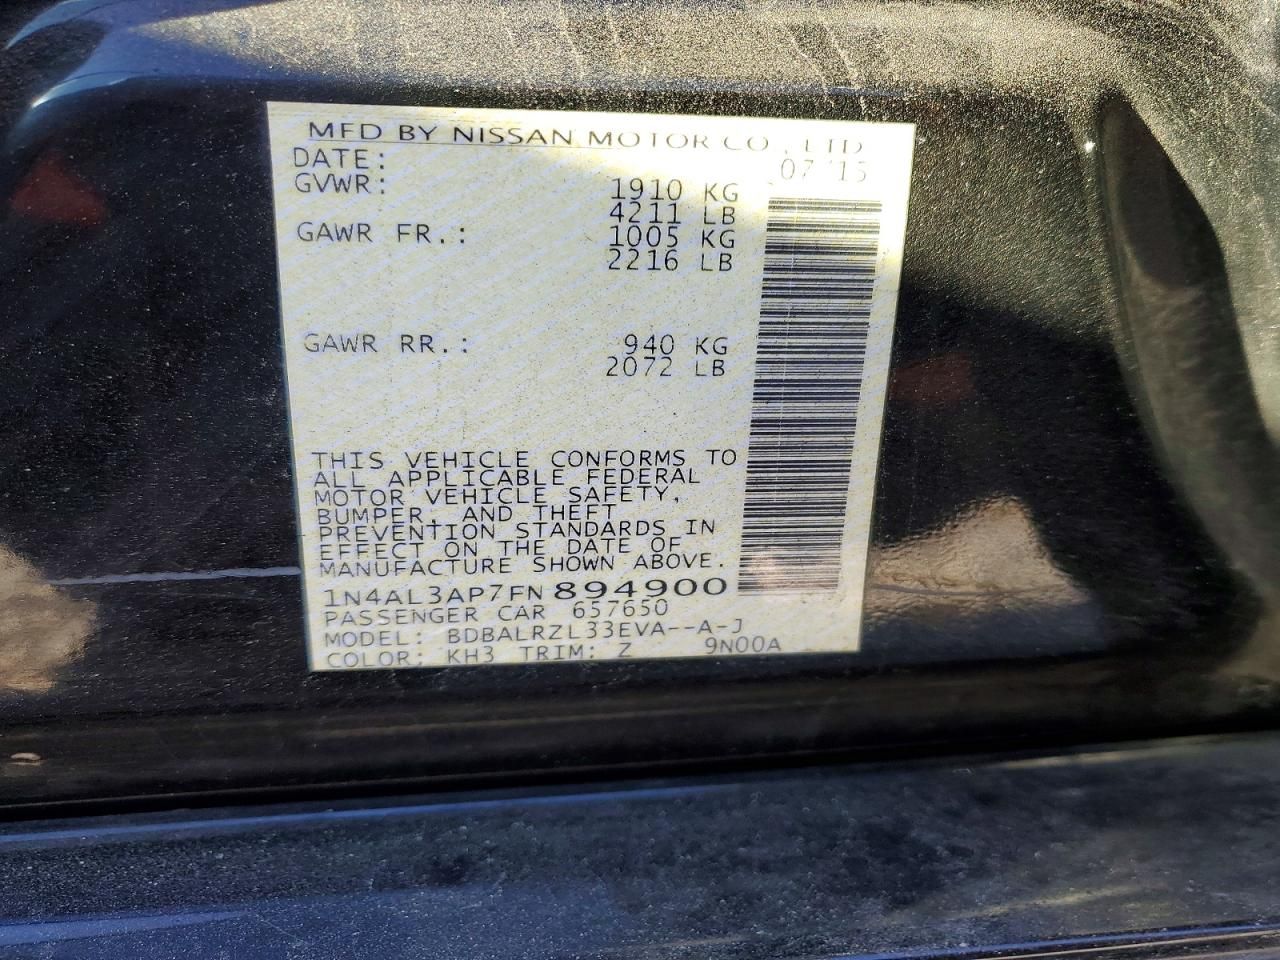 MFD BY NISSAN MOTOR CO., LTD
DATE: 07/15
GVWR: 1910 KG
4211 LB
GAWR FR.: 1005 KG
2216 LB
GAWR RR.: 940 KG
2072 LB
THIS VEHICLE CONFORMS TO
ALL APPLICABLE FEDERAL
MOTOR VEHICLE SAFETY,
BUMPER, AND THEFT
PREVENTION STANDARDS IN
EFFECT ON THE DATE OF
MANUFACTURE SHOWN ABOVE.
1N4AL3AP7FN894900
PASSENGER CAR 657650
MODEL: BDBALRZL33EVA--A-J
COLOR: KH3 TRIM: Z 9N00A